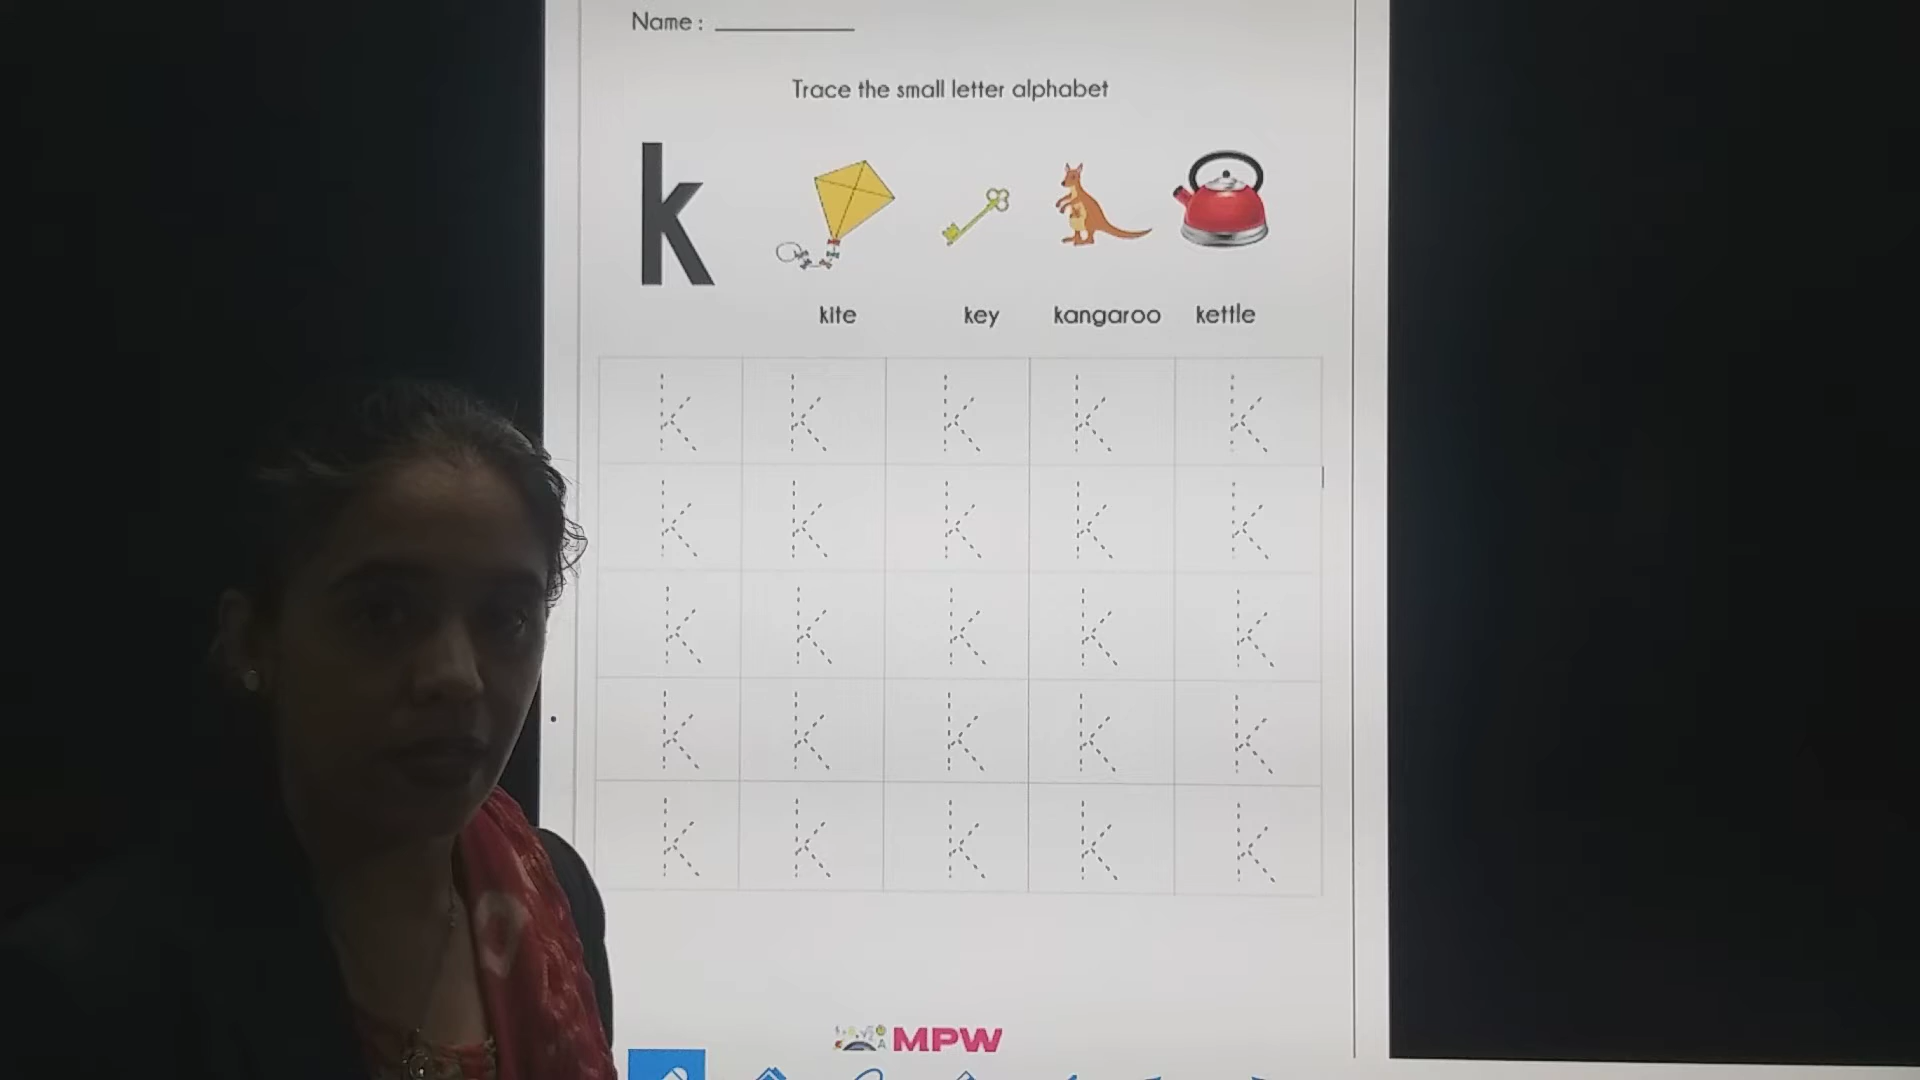 Name :
Trace the small letter alphabet
k
kite key kangaroo kettle
k k k k k
k k k k k
k k k k k
k k k k k
k k k k k
MPW